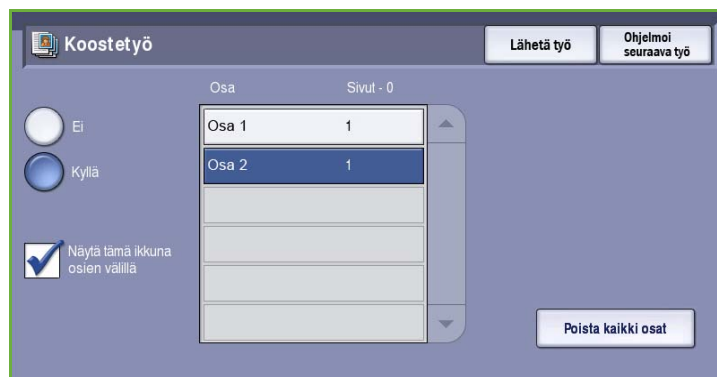 Koostetyö
Lähetä työ
Ohjelmoi
seuraava työ
Osa Sivut - 0
Ei
Kyllä
Osa 1 1
Osa 2 1
Näytä tämä ikkuna
osien välillä
Poista kaikki osat